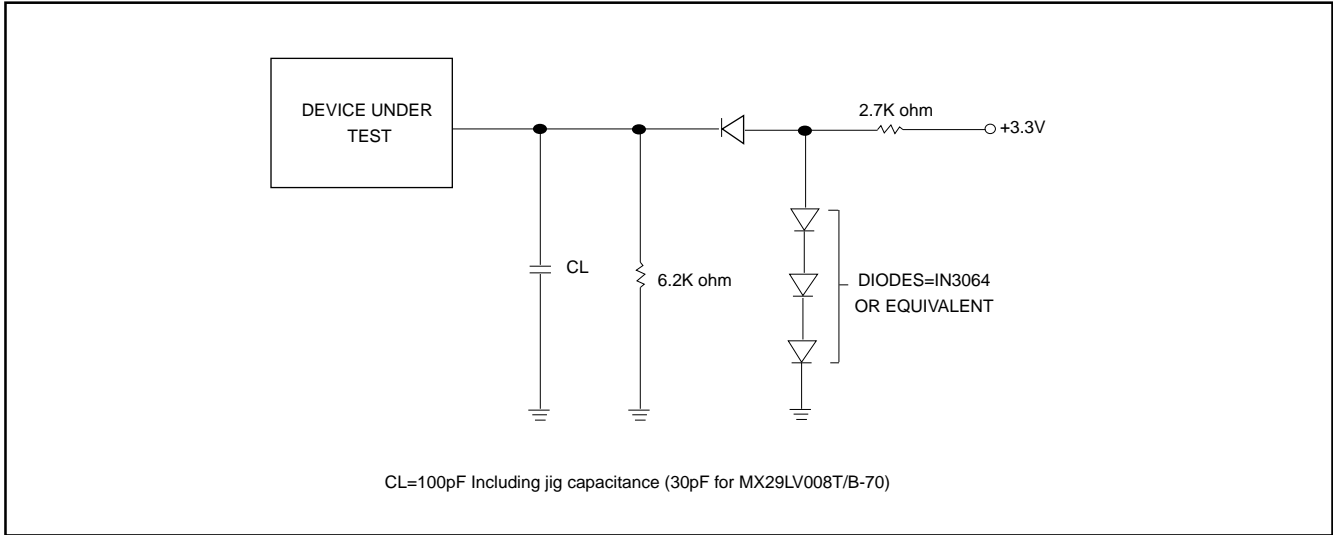 DEVICE UNDER
TEST
2.7K ohm
+3.3V
CL
6.2K ohm
DIODES=IN3064
OR EQUIVALENT
CL=100pF Including jig capacitance (30pF for MX29LV008T/B-70)